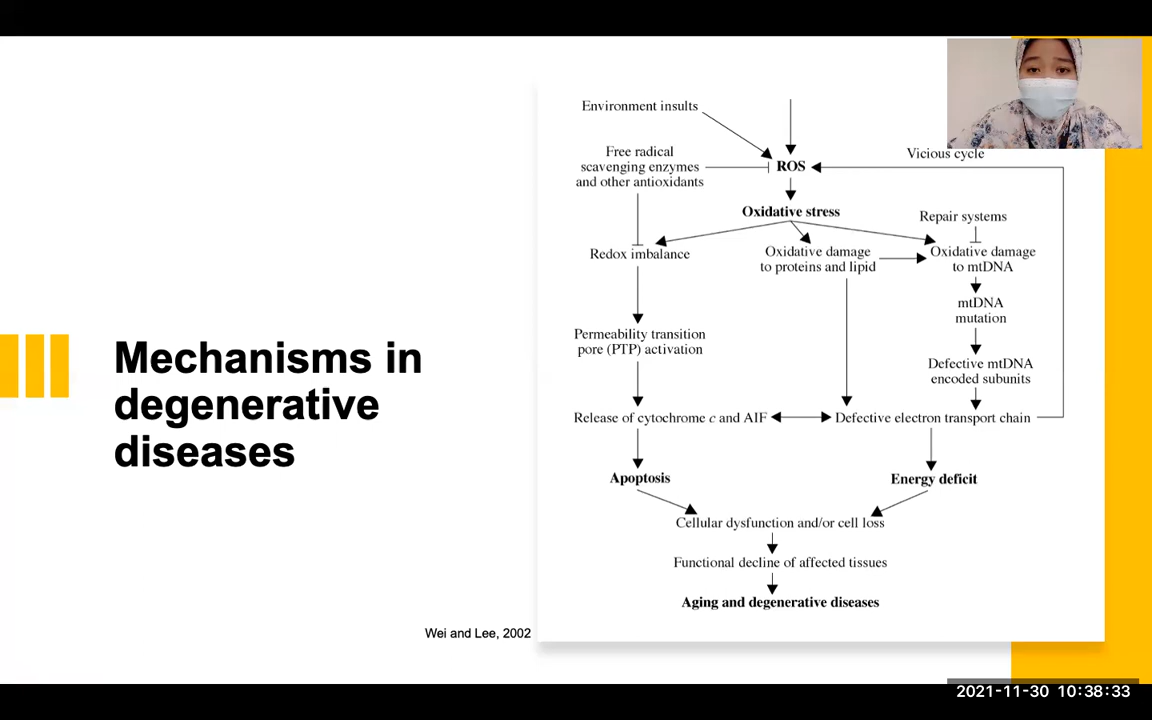 Mechanisms in
degenerative
diseases
Wei and Lee, 2002
Environment insults
Free radical
scavenging enzymes
and other antioxidants
ROS
Vicious cycle
Oxidative stress
Repair systems
Redox imbalance
Oxidative damage
to proteins and lipid
Oxidative damage
to mtDNA
mtDNA
mutation
Permeability transition
pore (PTP) activation
Defective mtDNA
encoded subunits
Release of cytochrome c and AIF
Defective electron transport chain
Apoptosis
Energy deficit
Cellular dysfunction and/or cell loss
Functional decline of affected tissues
Aging and degenerative diseases
2021-11-30 10:38:33